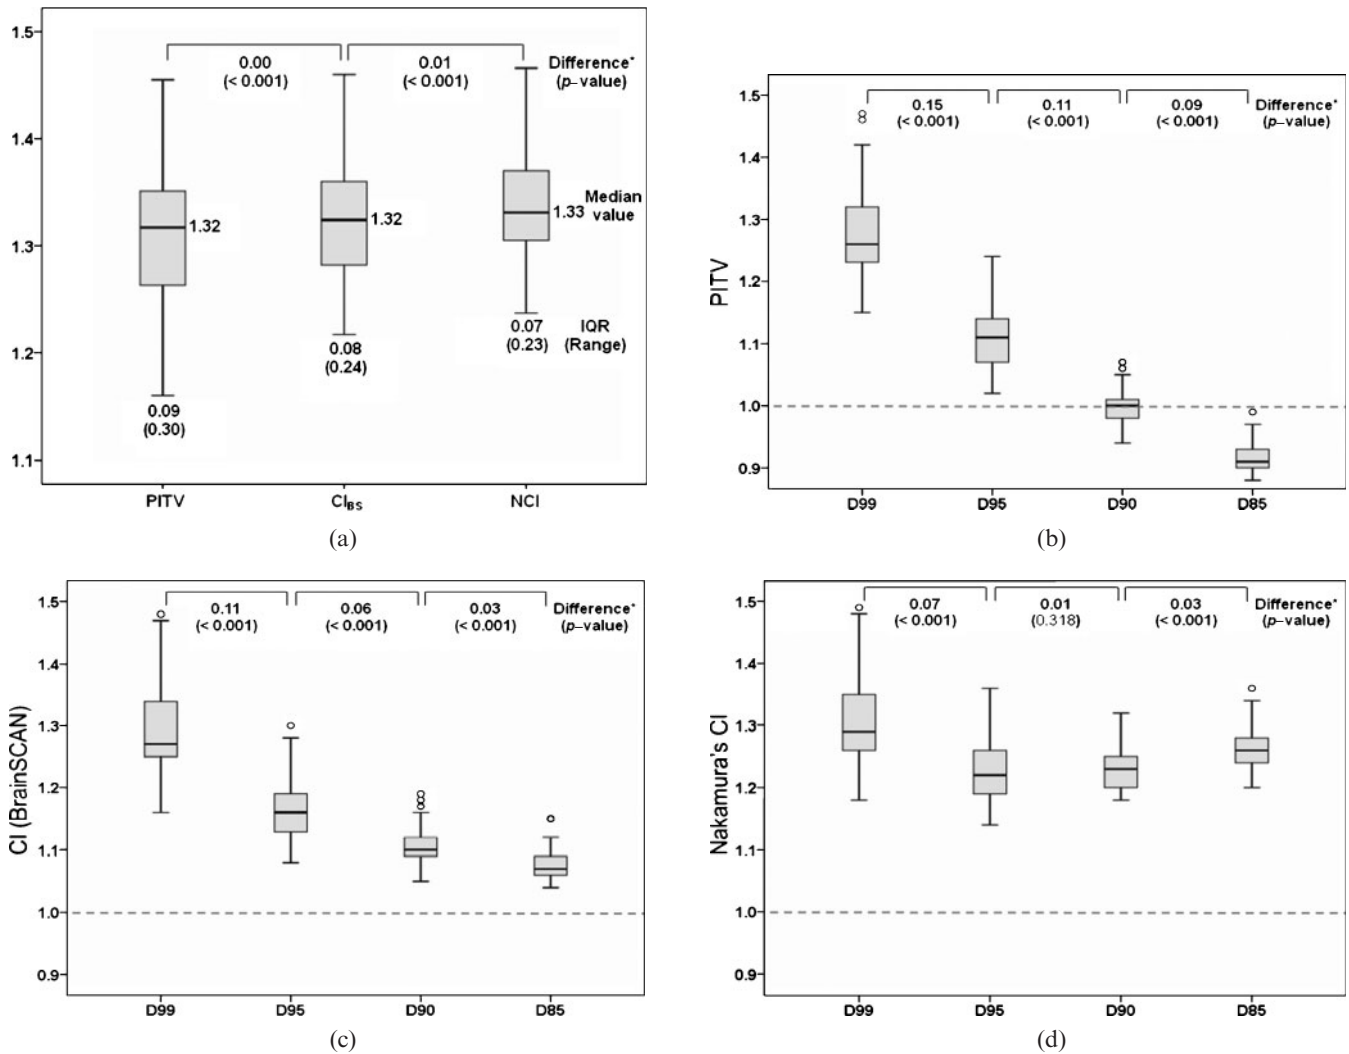 1.5
1.4
1.3
1.2
1.1
0.00
(< 0.001)
0.01
(< 0.001)
Difference*
(p–value)
1.32
1.32
1.33
Median
value
0.09
(0.30)
0.08
(0.24)
0.07
(0.23)
IQR
(Range)
PITV
CIBS
NCI
(a)
PITV
1.5
1.4
1.3
1.2
1.1
1.0
0.9
0.15
(< 0.001)
0.11
(< 0.001)
0.09
(< 0.001)
Difference*
(p–value)
D99
D95
D90
D85
(b)
CI (BrainSCAN)
1.5
1.4
1.3
1.2
1.1
1.0
0.9
0.11
(< 0.001)
0.06
(< 0.001)
0.03
(< 0.001)
Difference*
(p–value)
D99
D95
D90
D85
(c)
Nakamura's CI
1.5
1.4
1.3
1.2
1.1
1.0
0.9
0.07
(< 0.001)
0.01
(0.318)
0.03
(< 0.001)
Difference*
(p–value)
D99
D95
D90
D85
(d)